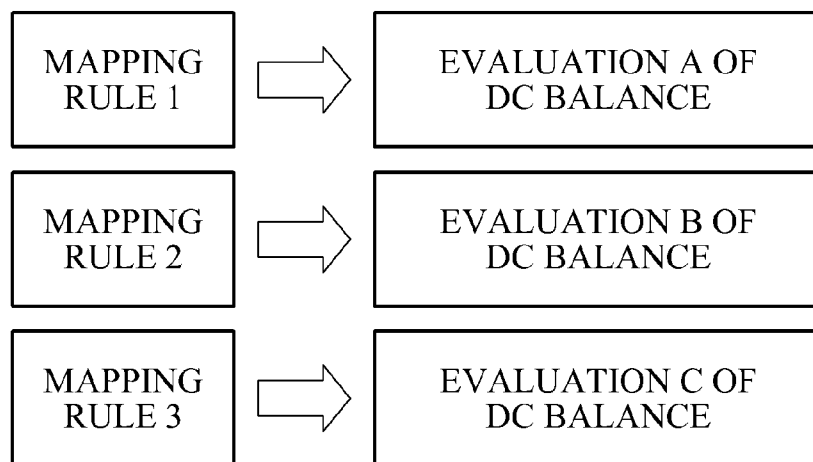 MAPPING
RULE 1
EVALUATION A OF
DC BALANCE
MAPPING
RULE 2
EVALUATION B OF
DC BALANCE
MAPPING
RULE 3
EVALUATION C OF
DC BALANCE